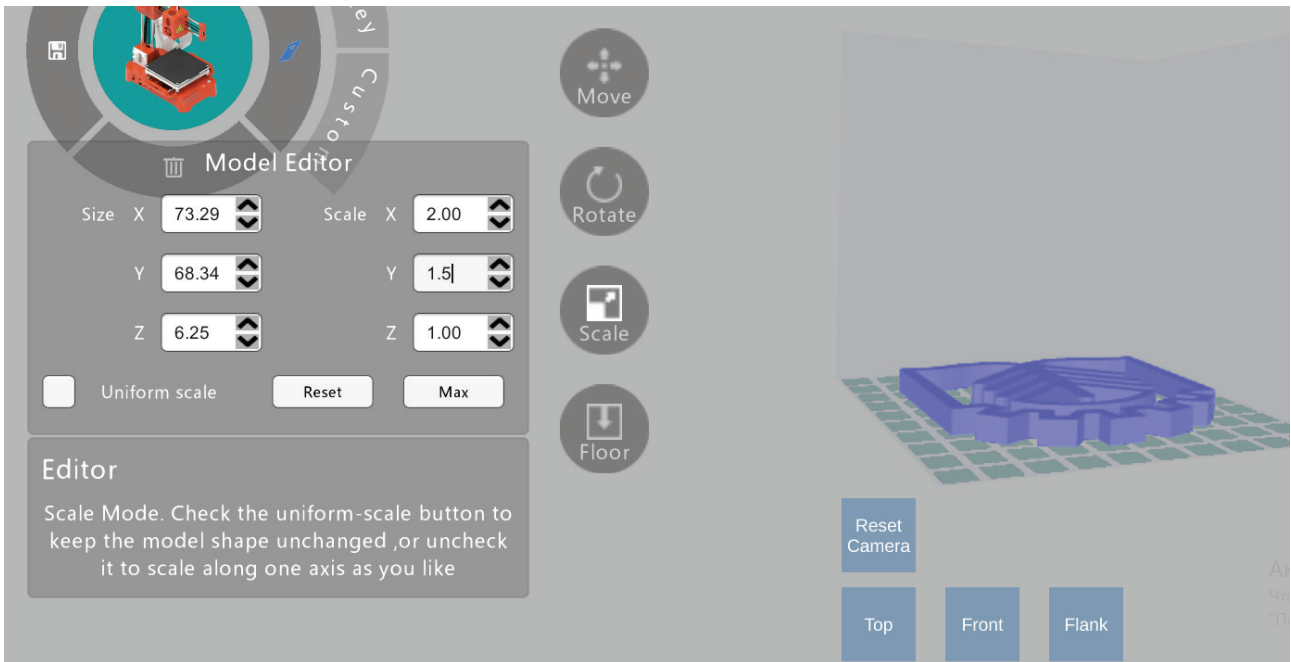 ey
Custom
Model Editor
Size X 73.29 Scale X 2.00
Y 68.34 Y 1.5
Z 6.25 Z 1.00
Uniform scale Reset Max
Editor
Scale Mode. Check the uniform-scale button to
keep the model shape unchanged ,or uncheck
it to scale along one axis as you like
Move
Rotate
Scale
Floor
Reset
Camera
Top Front Flank